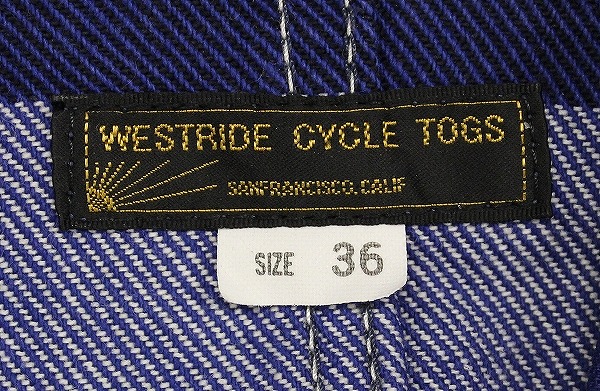 WESTRIDE CYCLE TOGS
SANFRANCISCO.CALIF
SIZE 36